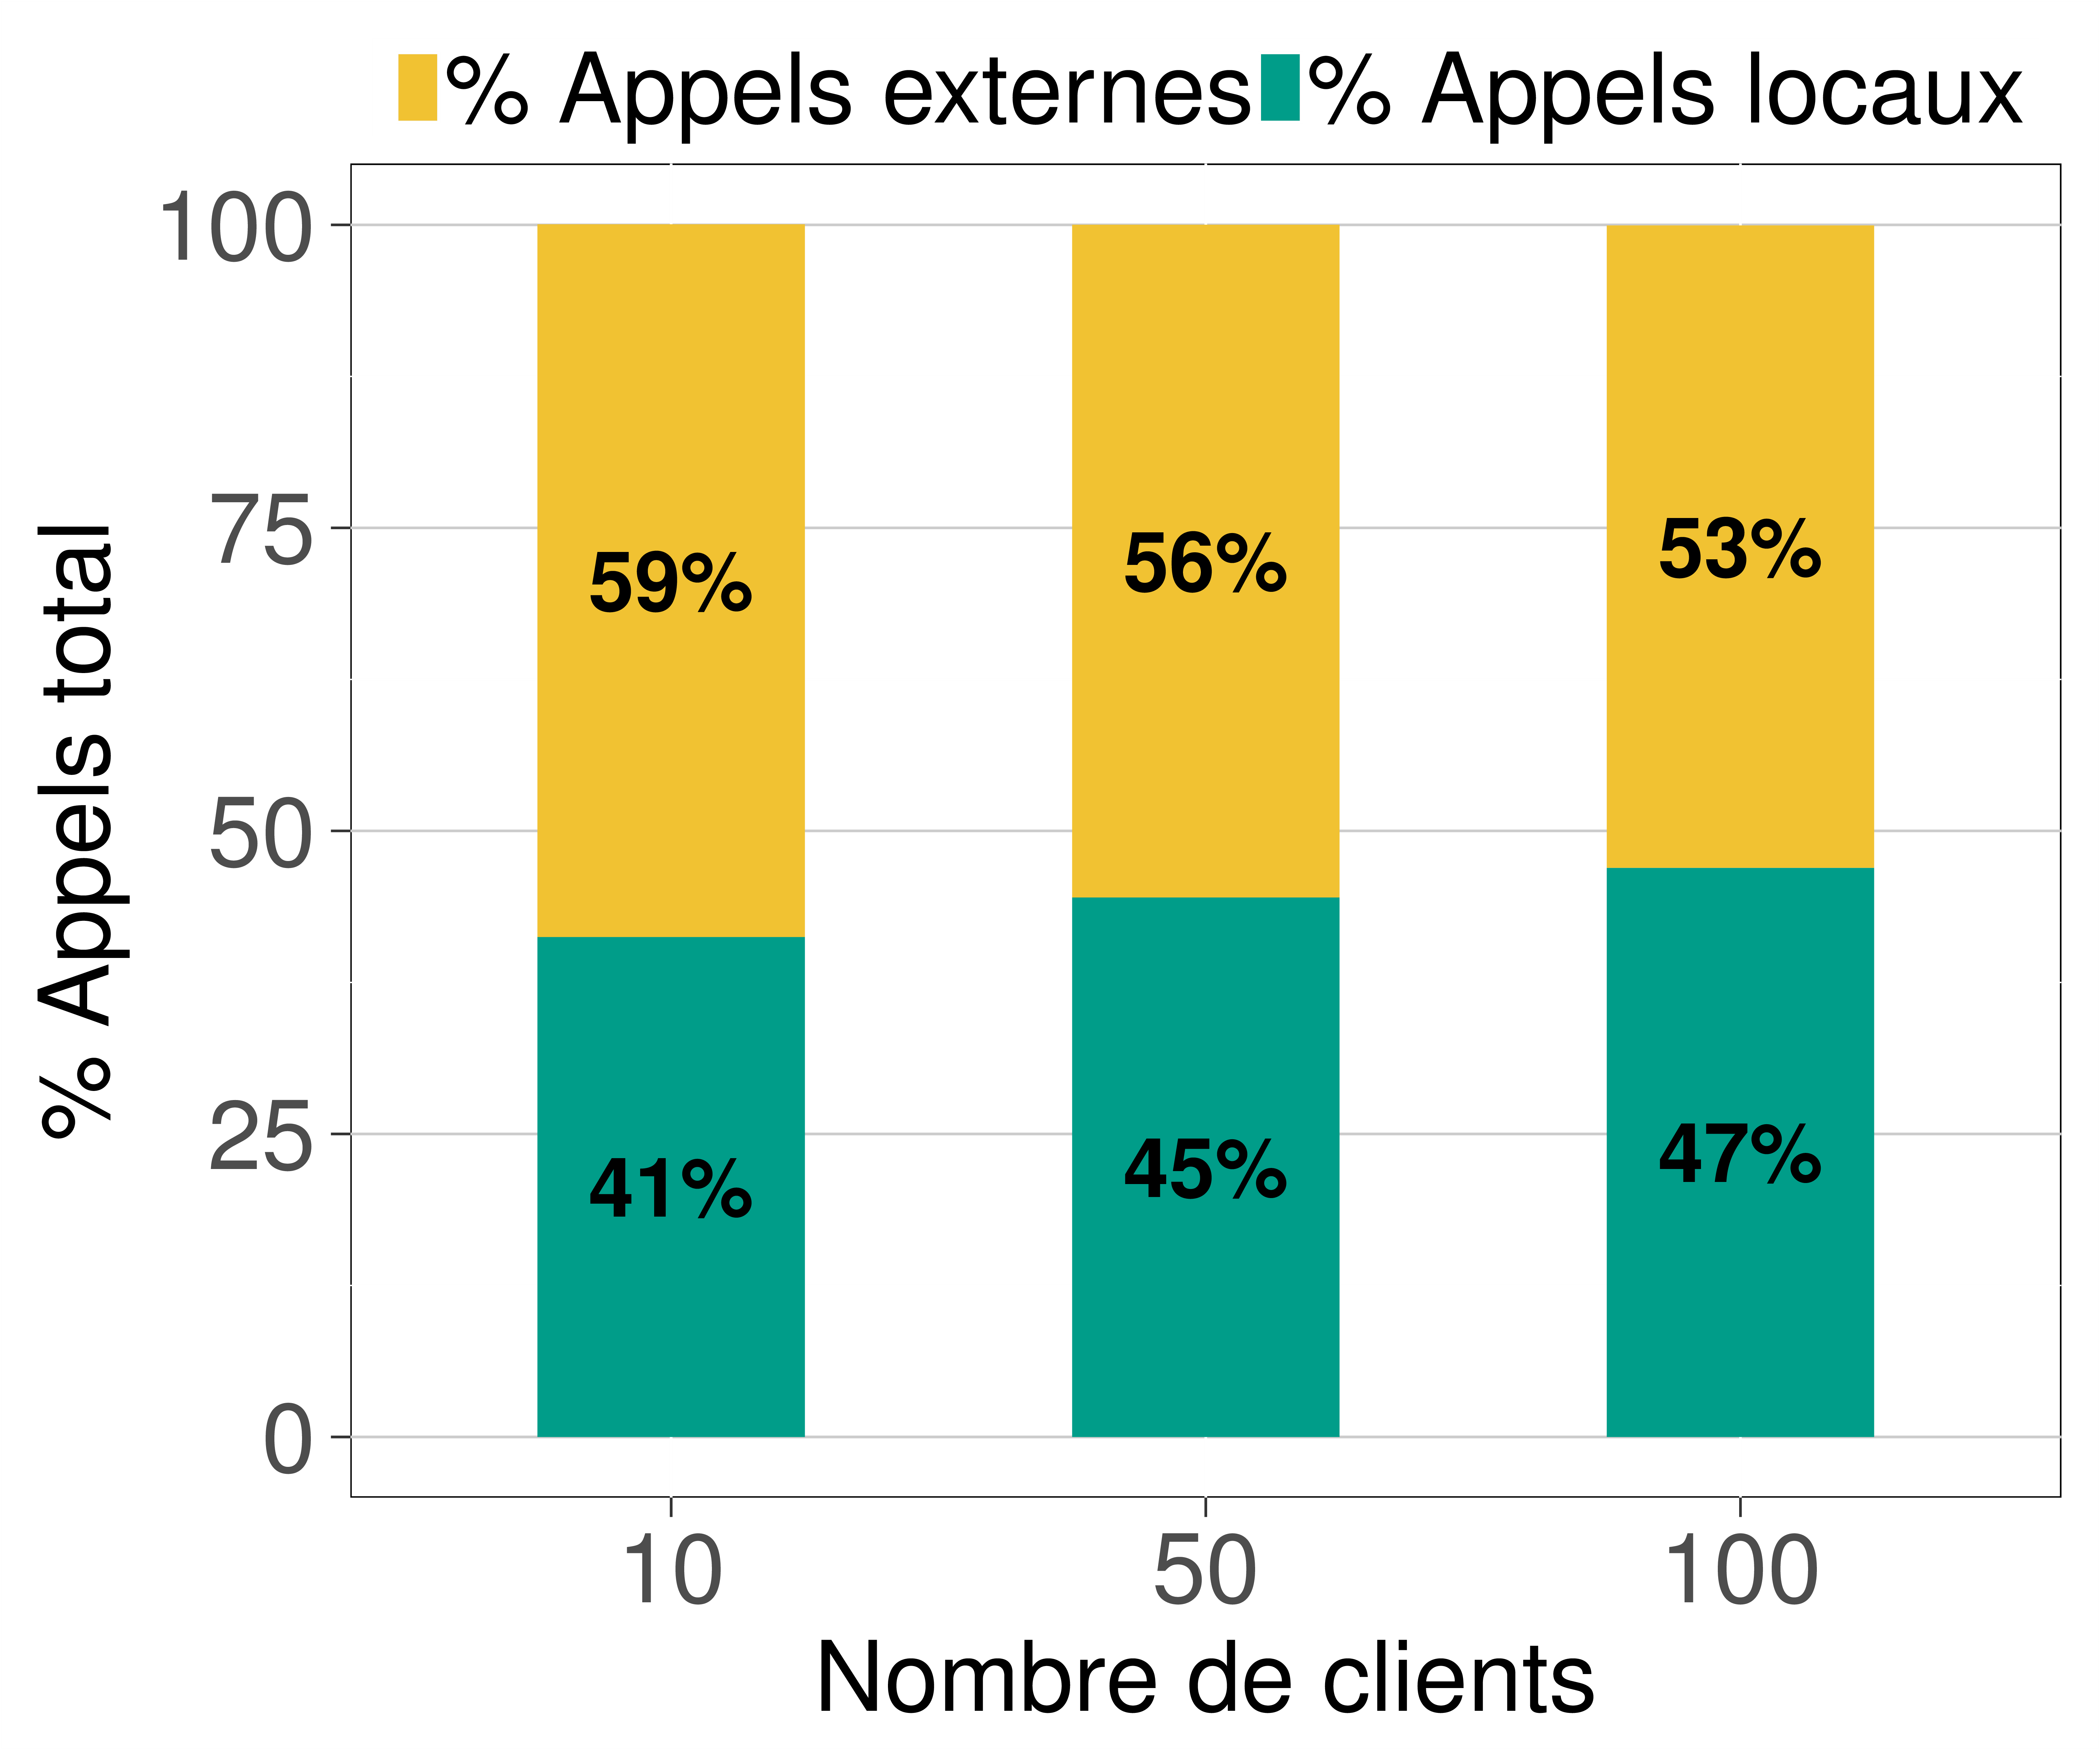 % Appels externes % Appels locaux
100
75
50
25
0
% Appels total
59% 56% 53%
41% 45% 47%
10 50 100
Nombre de clients